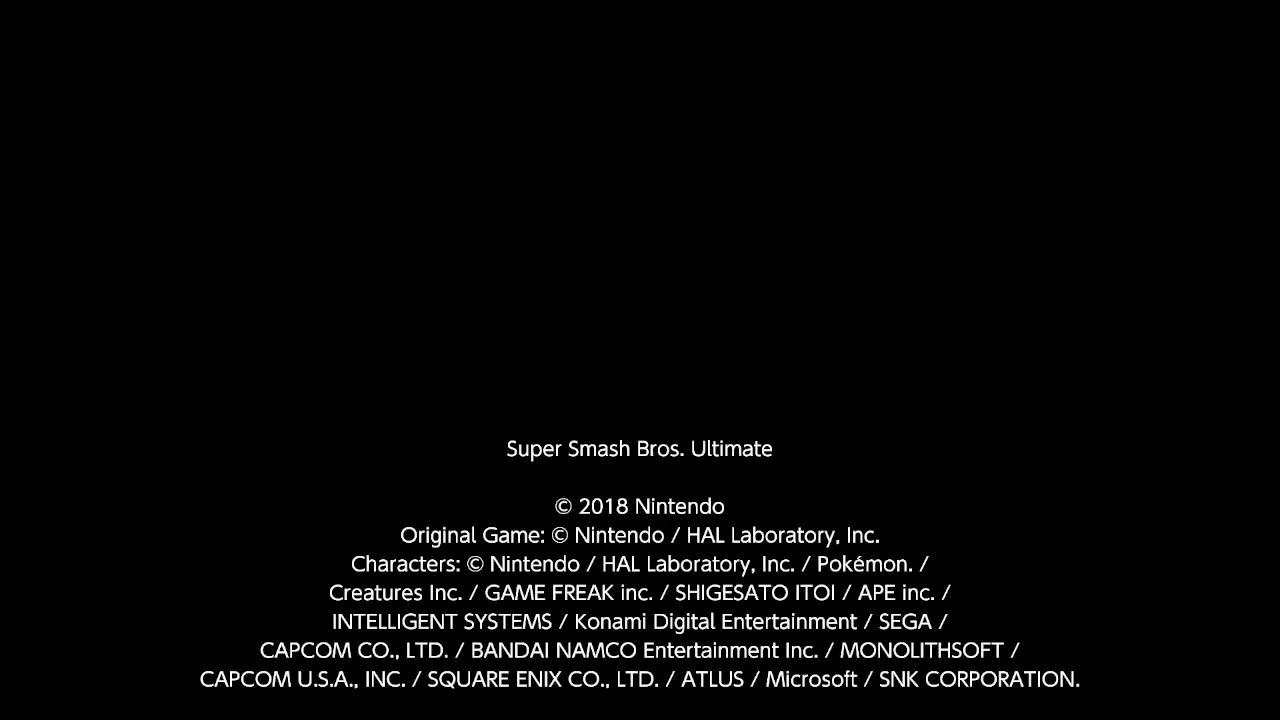 Super Smash Bros. Ultimate
© 2018 Nintendo
Original Game: © Nintendo / HAL Laboratory, Inc.
Characters: © Nintendo / HAL Laboratory, Inc. / Pokémon. /
Creatures Inc. / GAME FREAK inc. / SHIGESATO ITOI / APE inc. /
INTELLIGENT SYSTEMS / Konami Digital Entertainment / SEGA /
CAPCOM CO., LTD. / BANDAI NAMCO Entertainment Inc. / MONOLITHSOFT /
CAPCOM U.S.A., INC. / SQUARE ENIX CO., LTD. / ATLUS / Microsoft / SNK CORPORATION.